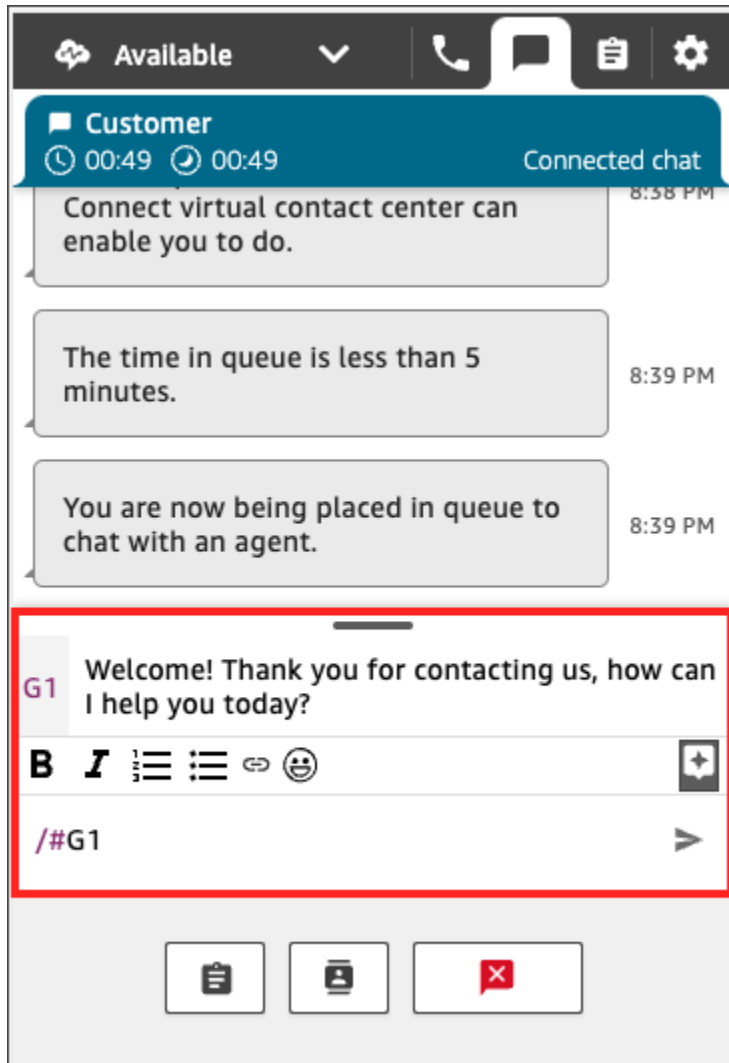 Available
Customer
00:49 00:49 Connected chat
8:38 PM
Connect virtual contact center can
enable you to do.
The time in queue is less than 5
minutes.
8:39 PM
You are now being placed in queue to
chat with an agent.
8:39 PM
G1 Welcome! Thank you for contacting us, how can
I help you today?
B I
/#G1